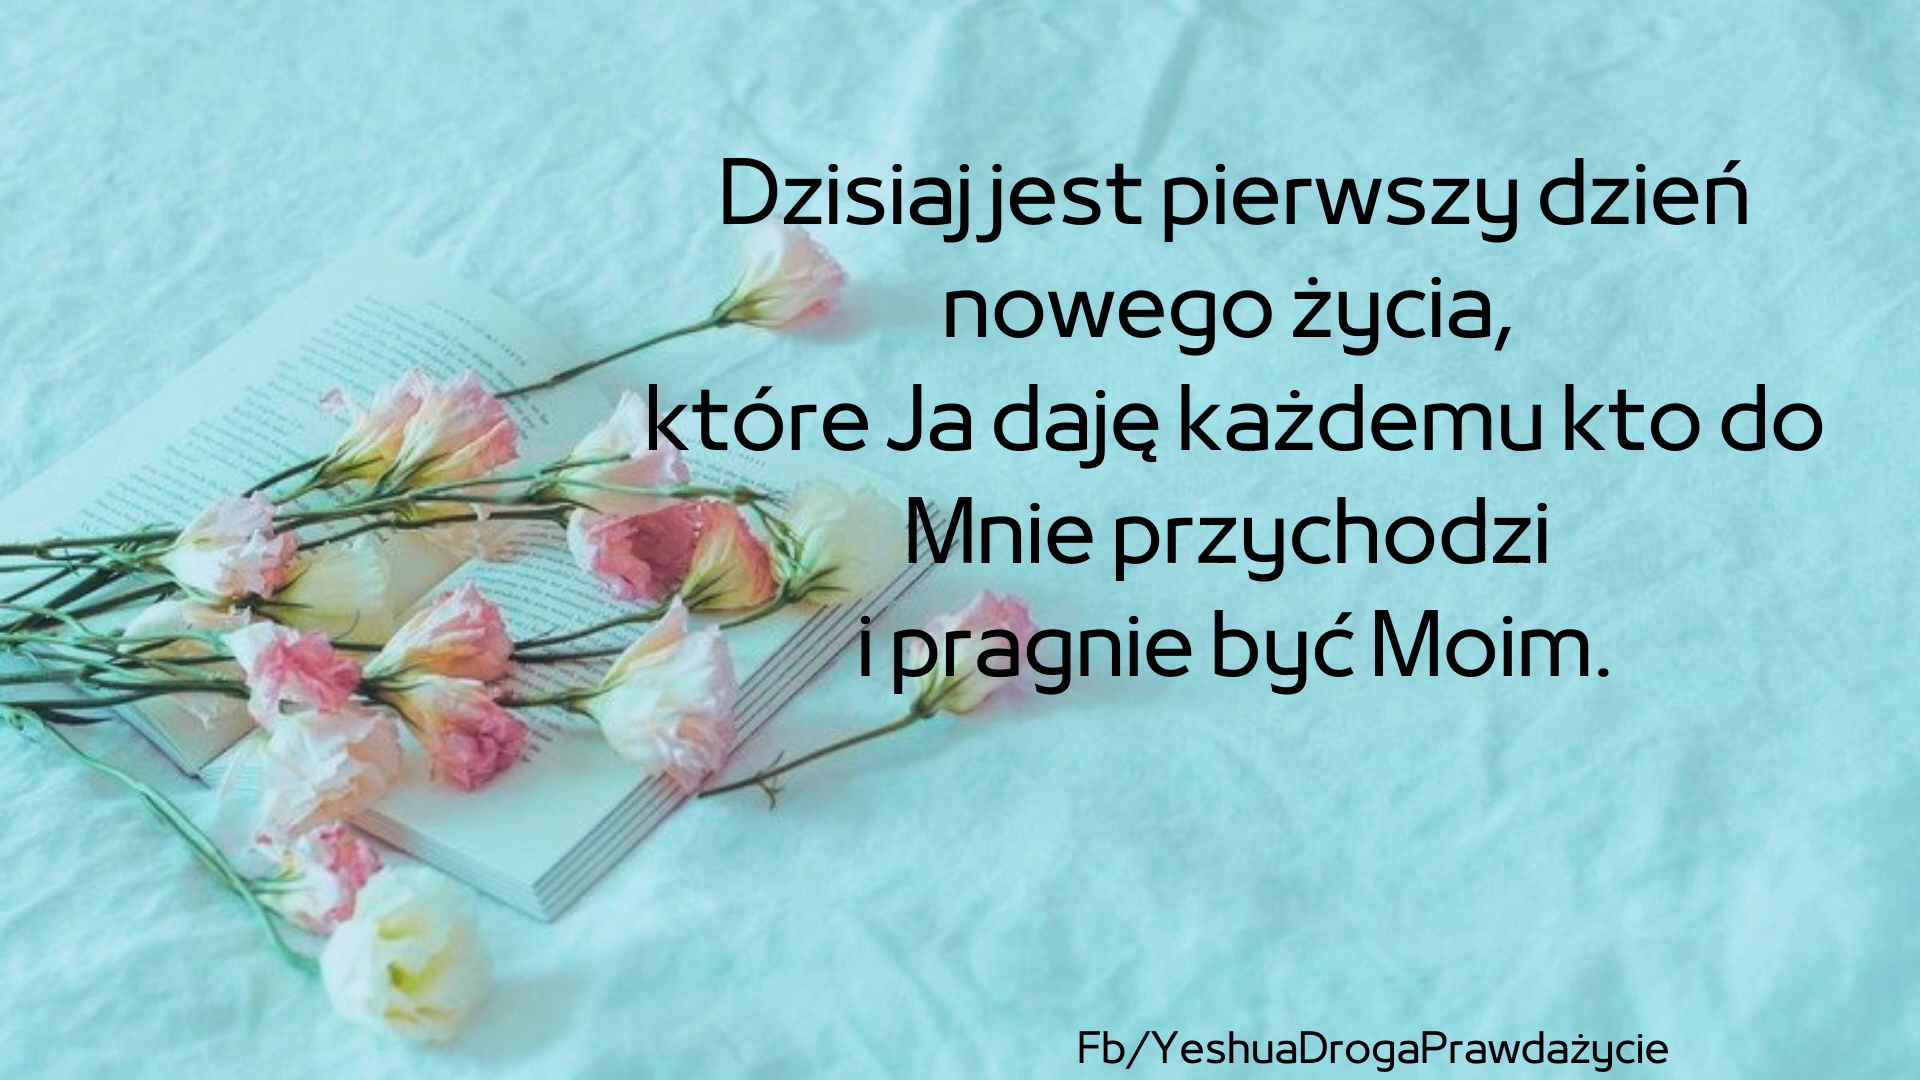 Dzisiaj jest pierwszy dzień
nowego życia,
które Ja daję każdemu kto do
Mnie przychodzi
i pragnie być Moim.
Fb/YeshuaDrogaPrawdażycie